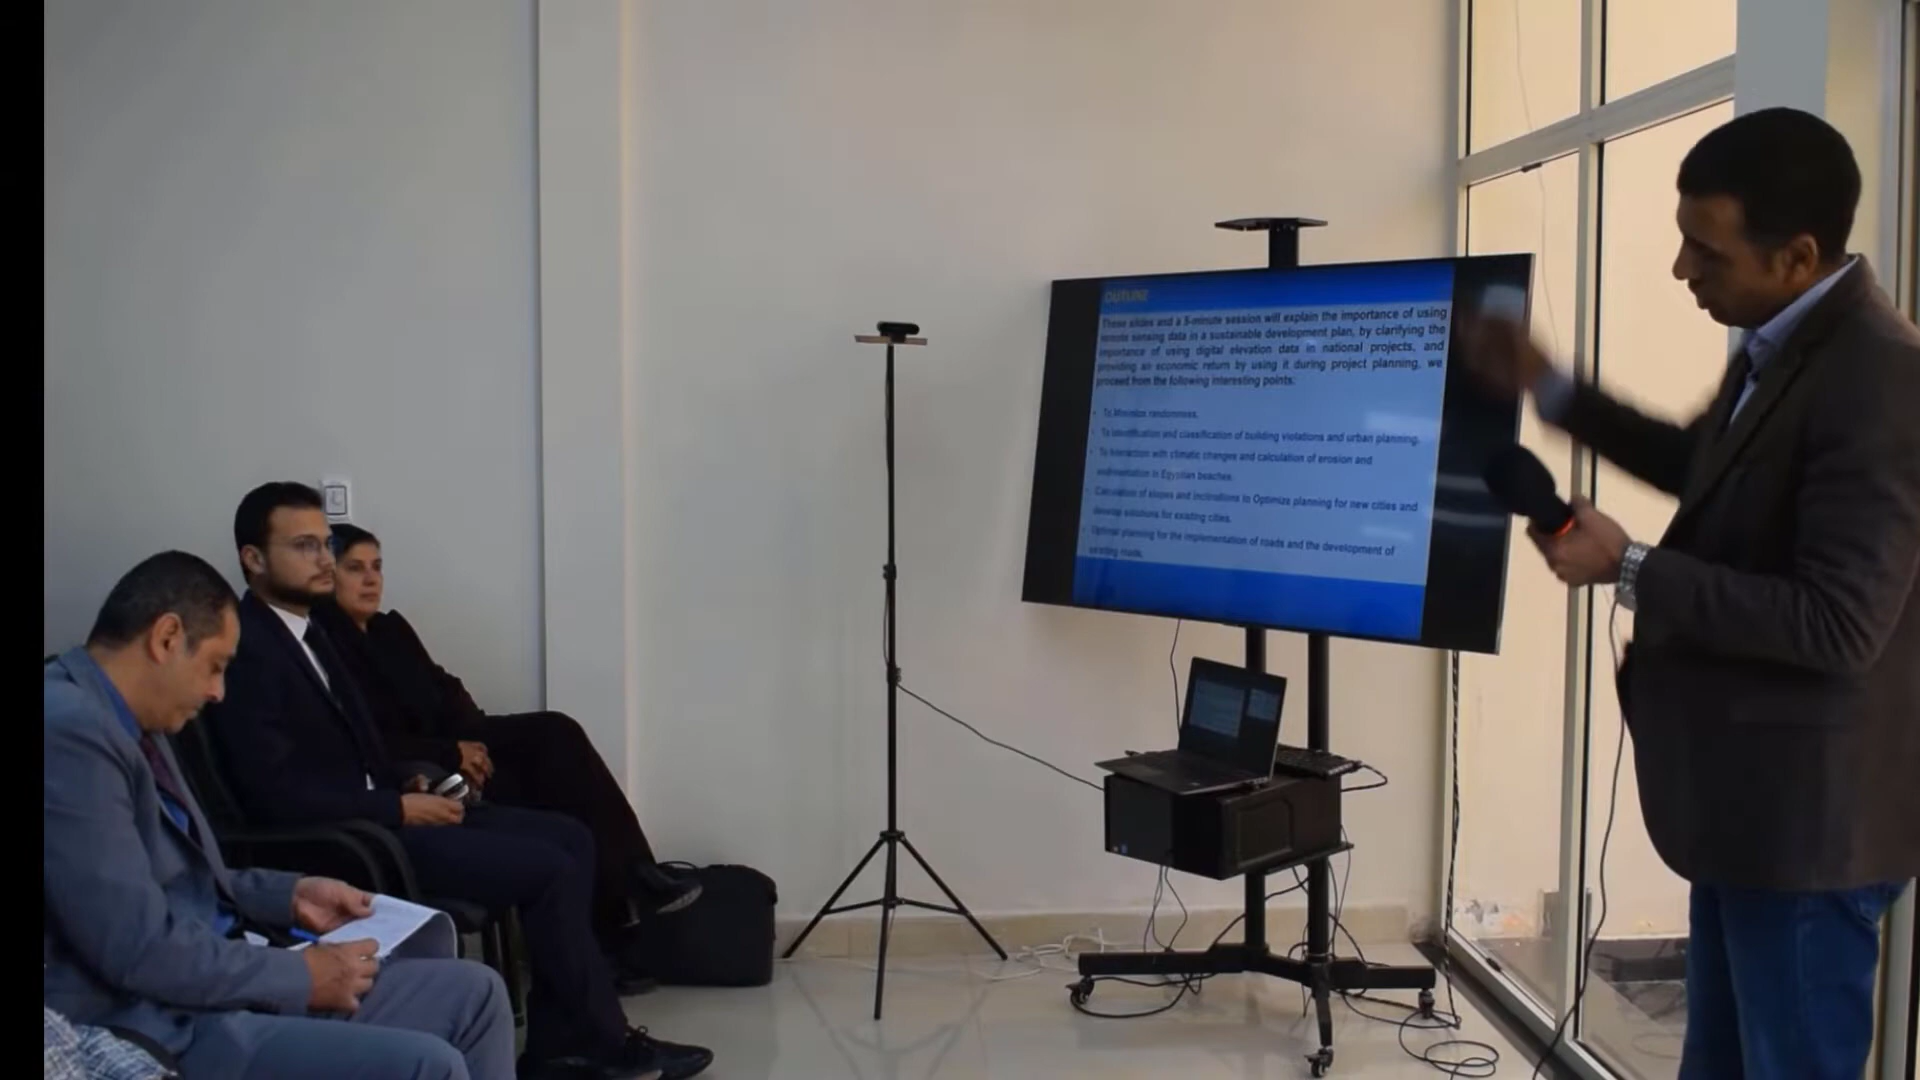 OUTLINE
These slides and a 5-minute session will explain the importance of using
remote sensing data in a sustainable development plan, by clarifying the
importance of using digital elevation data in national projects, and
providing an economic return by using it during project planning, we
proceed from the following interesting points:
• To Minimize randomness.
• To identification and classification of building violations and urban planning.
• To interaction with climatic changes and calculation of erosion and
sedimentation in Egyptian beaches.
• Calculation of slopes and inclinations to Optimize planning for new cities and
develop solutions for existing cities.
• Optimal planning for the implementation of roads and the development of
existing roads.